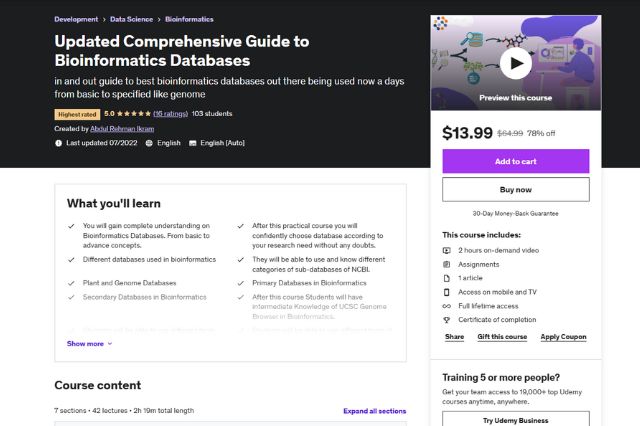 Development > Data Science > Bioinformatics
Updated Comprehensive Guide to
Bioinformatics Databases
in and out guide to best bioinformatics databases out there being used now a days
from basic to specified like genome
Highest rated 5.0 (16 ratings) 103 students
Created by Abdul Rehman Ikram
Last updated 07/2022 English English [Auto]
Preview this course
$13.99 $64.99 78% off
Add to cart
Buy now
30-Day Money-Back Guarantee
This course includes:
2 hours on-demand video
Assignments
1 article
Access on mobile and TV
Full lifetime access
Certificate of completion
Share Gift this course Apply Coupon
Training 5 or more people?
Get your team access to 19,000+ top Udemy
courses anytime, anywhere.
Try Udemy Business
What you'll learn
You will gain complete understanding on
Bioinformatics Databases. From basic to
advance concepts.
After this practical course you will
confidently choose database according to
your research need without any doubts.
Different databases used in bioinformatics
They will be able to use and know different
categories of sub-databases of NCBI.
Plant and Genome Databases
Primary Databases in Bioinformatics
Secondary Databases in Bioinformatics
After this course Students will have
intermediate Knowledge of UCSC Genome
Browser in Bioinformatics.
Show more
Course content
7 sections • 42 lectures • 2h 19m total length
Expand all sections